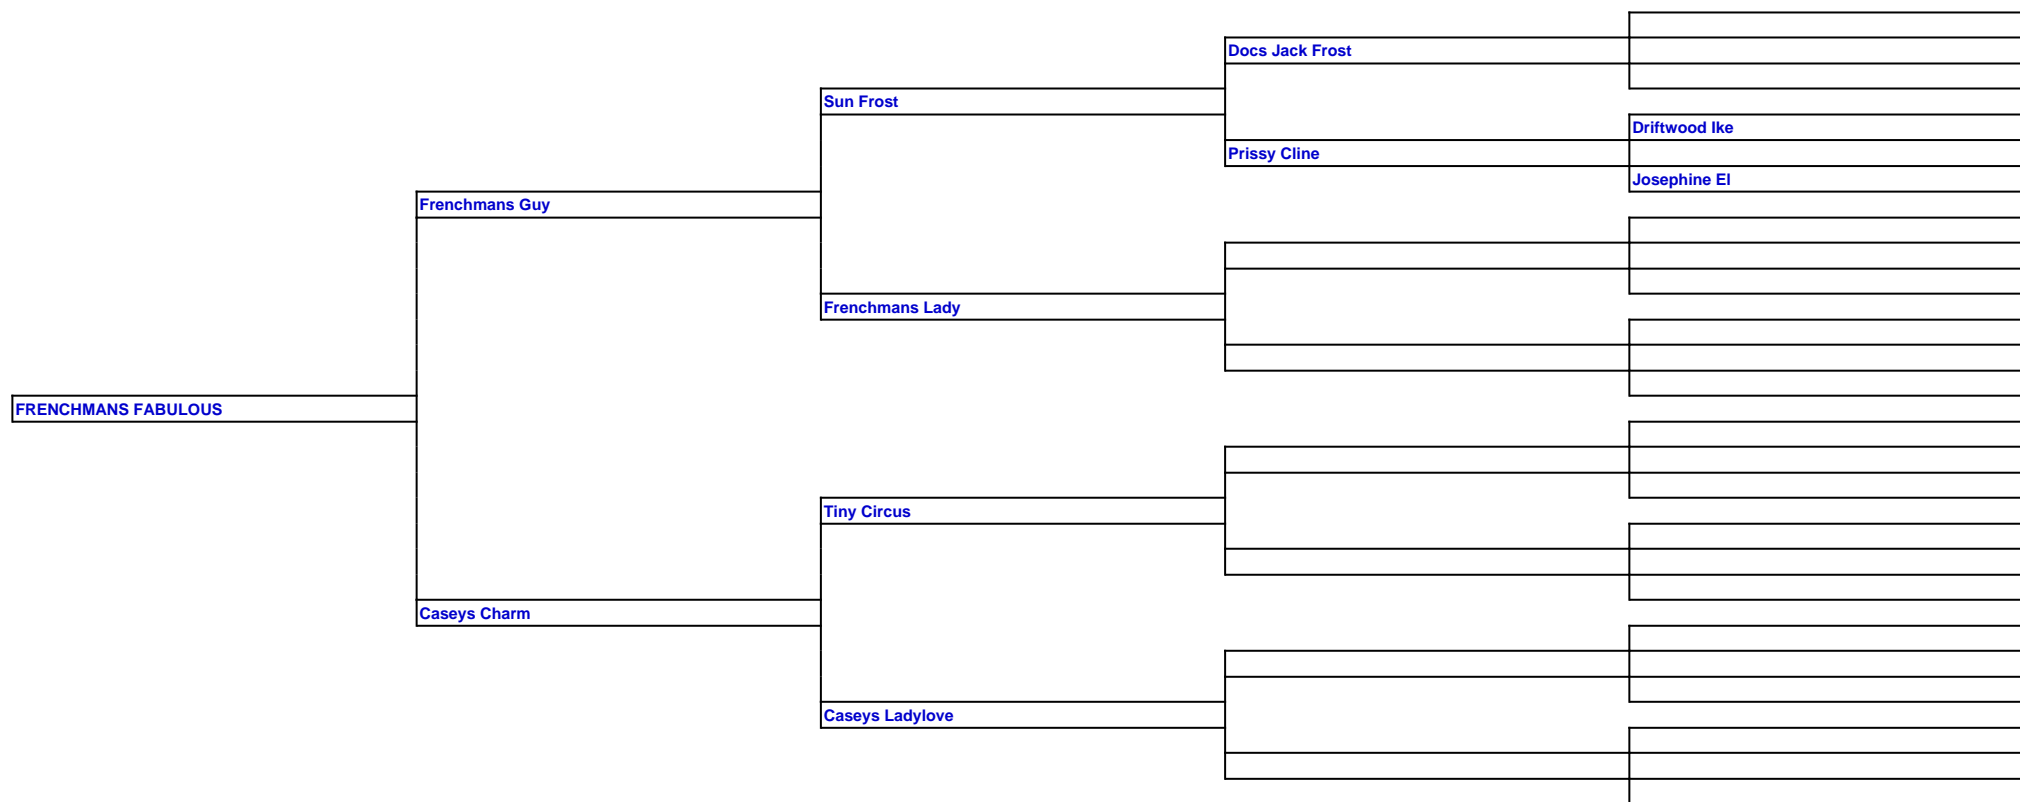 Docs Jack Frost
Sun Frost
Driftwood Ike
Prissy Cline
Josephine El
Frenchmans Guy
Frenchmans Lady
FRENCHMANS FABULOUS
Tiny Circus
Caseys Charm
Caseys Ladylove